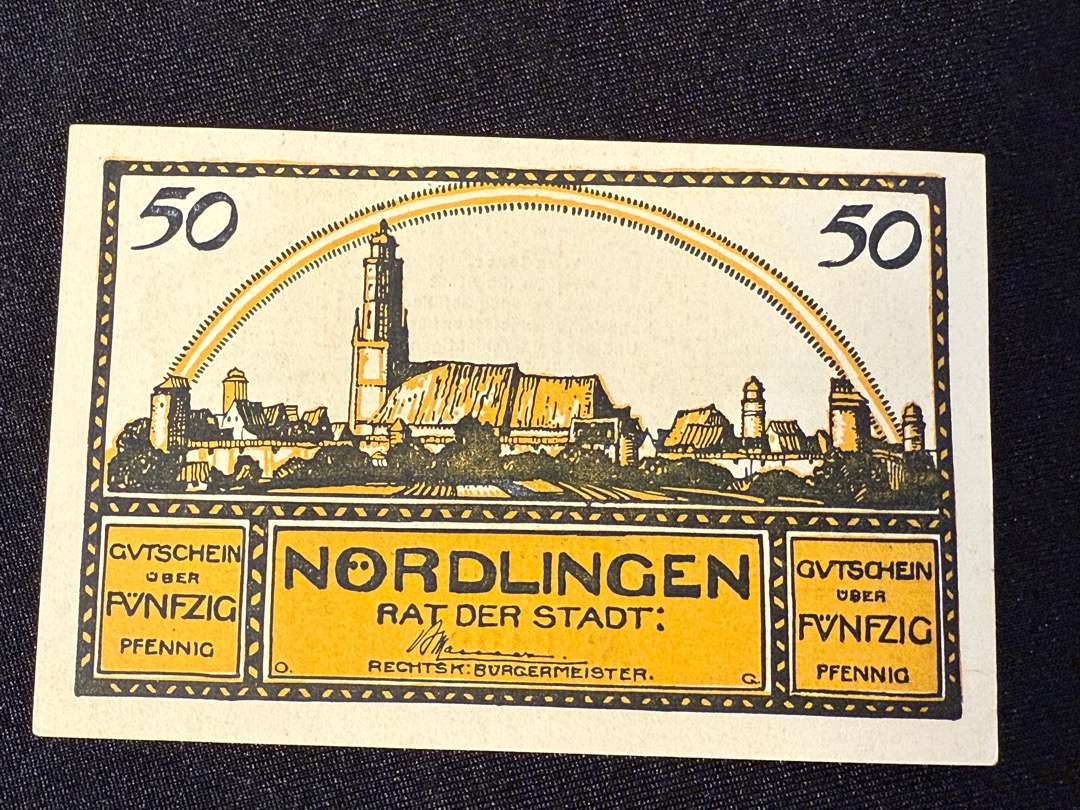 50
50
GVTSCHEIN
ÜBER
FÜNFZIG
PFENNIG
NÖRDLINGEN
RAT DER STADT:
RECHTSK: BÜRGERMEISTER.
O.
G.
GVTSCHEIN
ÜBER
FÜNFZIG
PFENNIG